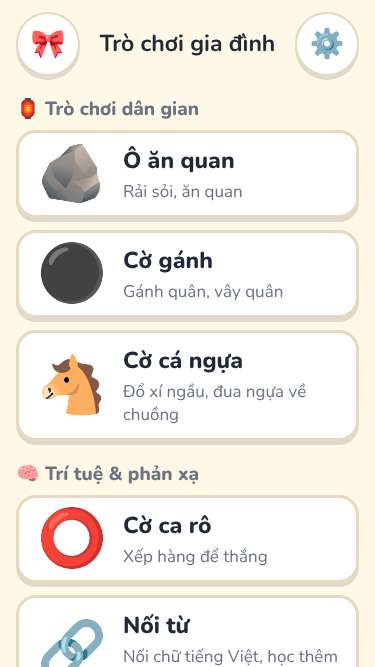 Trò chơi gia đình
Trò chơi dân gian
Ô ăn quan
Rải sỏi, ăn quan
Cờ gánh
Gánh quân, vây quân
Cờ cá ngựa
Đổ xí ngầu, đua ngựa về
chuồng
Trí tuệ & phản xạ
Cờ ca rô
Xếp hàng để thắng
Nối từ
Nối chữ tiếng Việt, học thêm